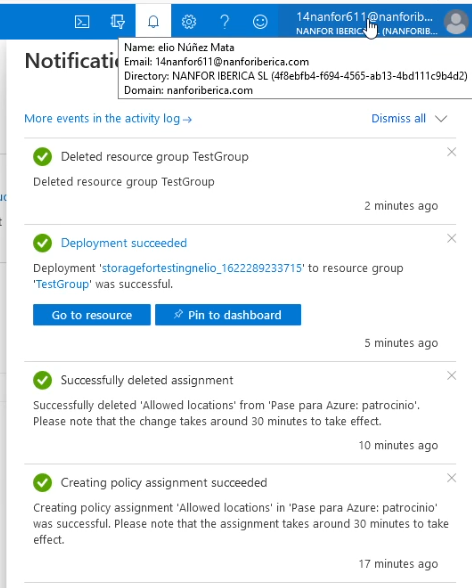 14nanfor611@nanforib...
NANFOR IBERICA SL (NANFORIB...
Name: elio Núñez Mata
Email: 14nanfor611@nanforiberica.com
Directory: NANFOR IBERICA SL (4f8ebfb4-f694-4565-ab13-4bd111c9b4d2)
Domain: nanforiberica.com
More events in the activity log →
Dismiss all
Deleted resource group TestGroup
Deleted resource group TestGroup
2 minutes ago
Deployment succeeded
Deployment 'storagefortestingnelio_1622289233715' to resource group
'TestGroup' was successful.
Go to resource
Pin to dashboard
5 minutes ago
Successfully deleted assignment
Successfully deleted 'Allowed locations' from 'Pase para Azure: patrocinio'.
Please note that the change takes around 30 minutes to take effect.
10 minutes ago
Creating policy assignment succeeded
Creating policy assignment 'Allowed locations' in 'Pase para Azure: patrocinio'
was successful. Please note that the assignment takes around 30 minutes to take
effect.
17 minutes ago